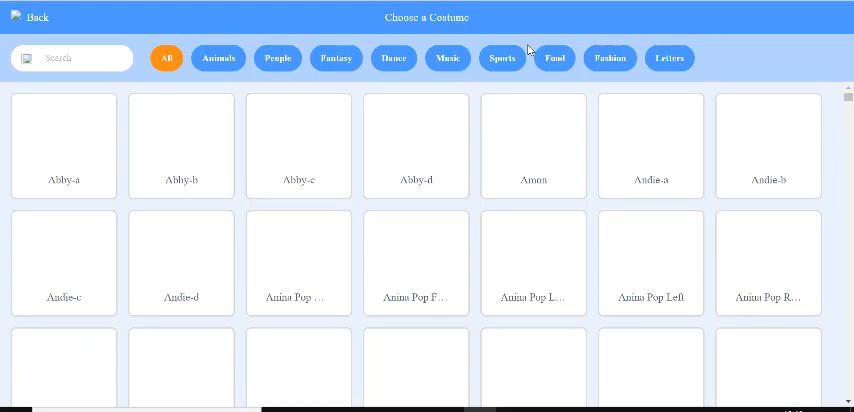 Back
Choose a Costume
Search
All Animals People Fantasy Dance Music Sports Food Fashion Letters
Abby-a Abby-b Abby-c Abby-d Amon Andie-a Andie-b
Andie-c Andie-d Anina Pop ... Anina Pop F... Anina Pop L... Anina Pop Left Anina Pop R...